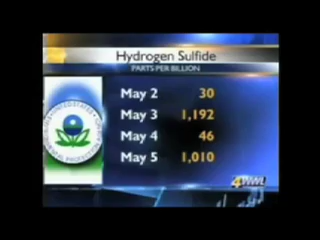 Hydrogen Sulfide
PARTS PER BILLION
May 2 30
May 3 1,192
May 4 46
May 5 1,010
4WWL